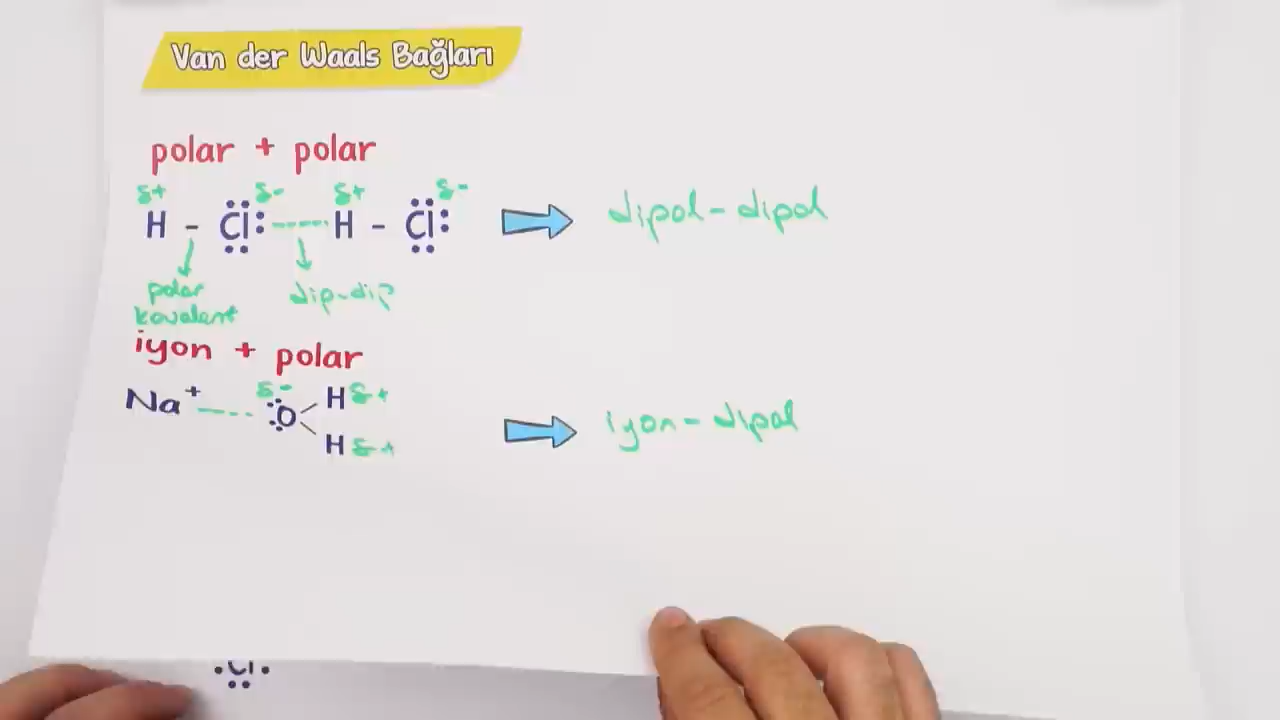 Van der Waals Bağları
polar + polar
δ+ δ- δ+ δ-
H - Cl H - Cl dipol-dipol
polar kovalent dip-dip
iyon + polar
Na+ δ- O H δ+ iyon-dipol
H δ+
Cl